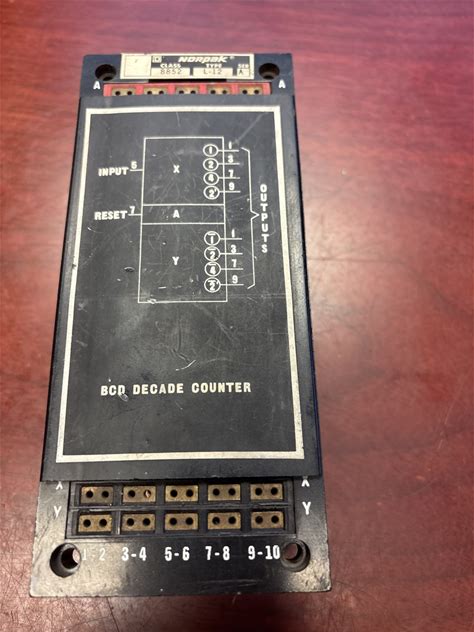 Norpak
CLASS TYPE SER
8852 L-12 A
A A
INPUT 5 X 1 1
2 3
4 7
2' 9
RESET 7 A
OUTPUTS
Y 1 1
2 3
4 7
2' 9
BCD DECADE COUNTER
X X
Y Y
1-2 3-4 5-6 7-8 9-10